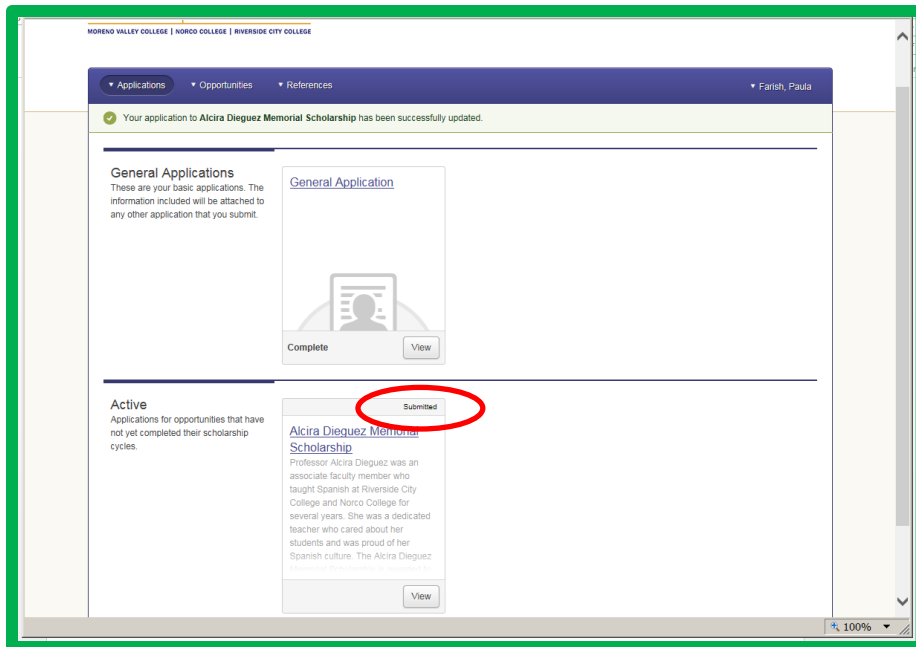 MORENO VALLEY COLLEGE | NORCO COLLEGE | RIVERSIDE CITY COLLEGE
Applications Opportunities References Farish, Paula
Your application to Alcira Dieguez Memorial Scholarship has been successfully updated.
General Applications
These are your basic applications. The
information included will be attached to
any other application that you submit.
General Application
Complete View
Active
Applications for opportunities that have
not yet completed their scholarship
cycles.
Submitted
Alcira Dieguez Memorial
Scholarship
Professor Alcira Dieguez was an
associate faculty member who
taught Spanish at Riverside City
College and Norco College for
several years. She was a dedicated
teacher who cared about her
students and was proud of her
Spanish culture. The Alcira Dieguez
View
100%